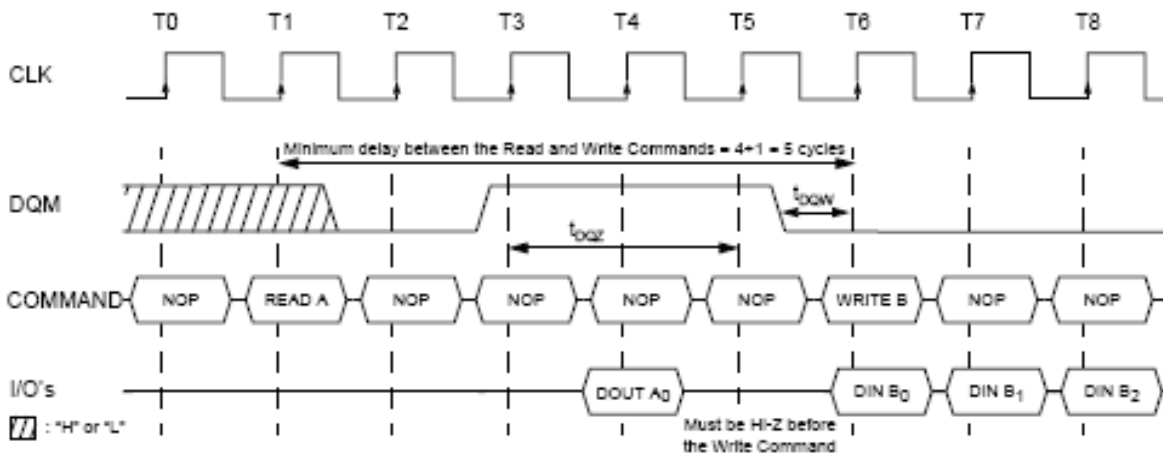 T0 T1 T2 T3 T4 T5 T6 T7 T8
CLK
Minimum delay between the Read and Write Commands = 4+1 = 5 cycles
DQM
tDQW
tDQZ
COMMAND NOP READ A NOP NOP NOP NOP WRITE B NOP NOP
I/O's DOUT A0 DIN B0 DIN B1 DIN B2
: "H" or "L"
Must be Hi-Z before
the Write Command